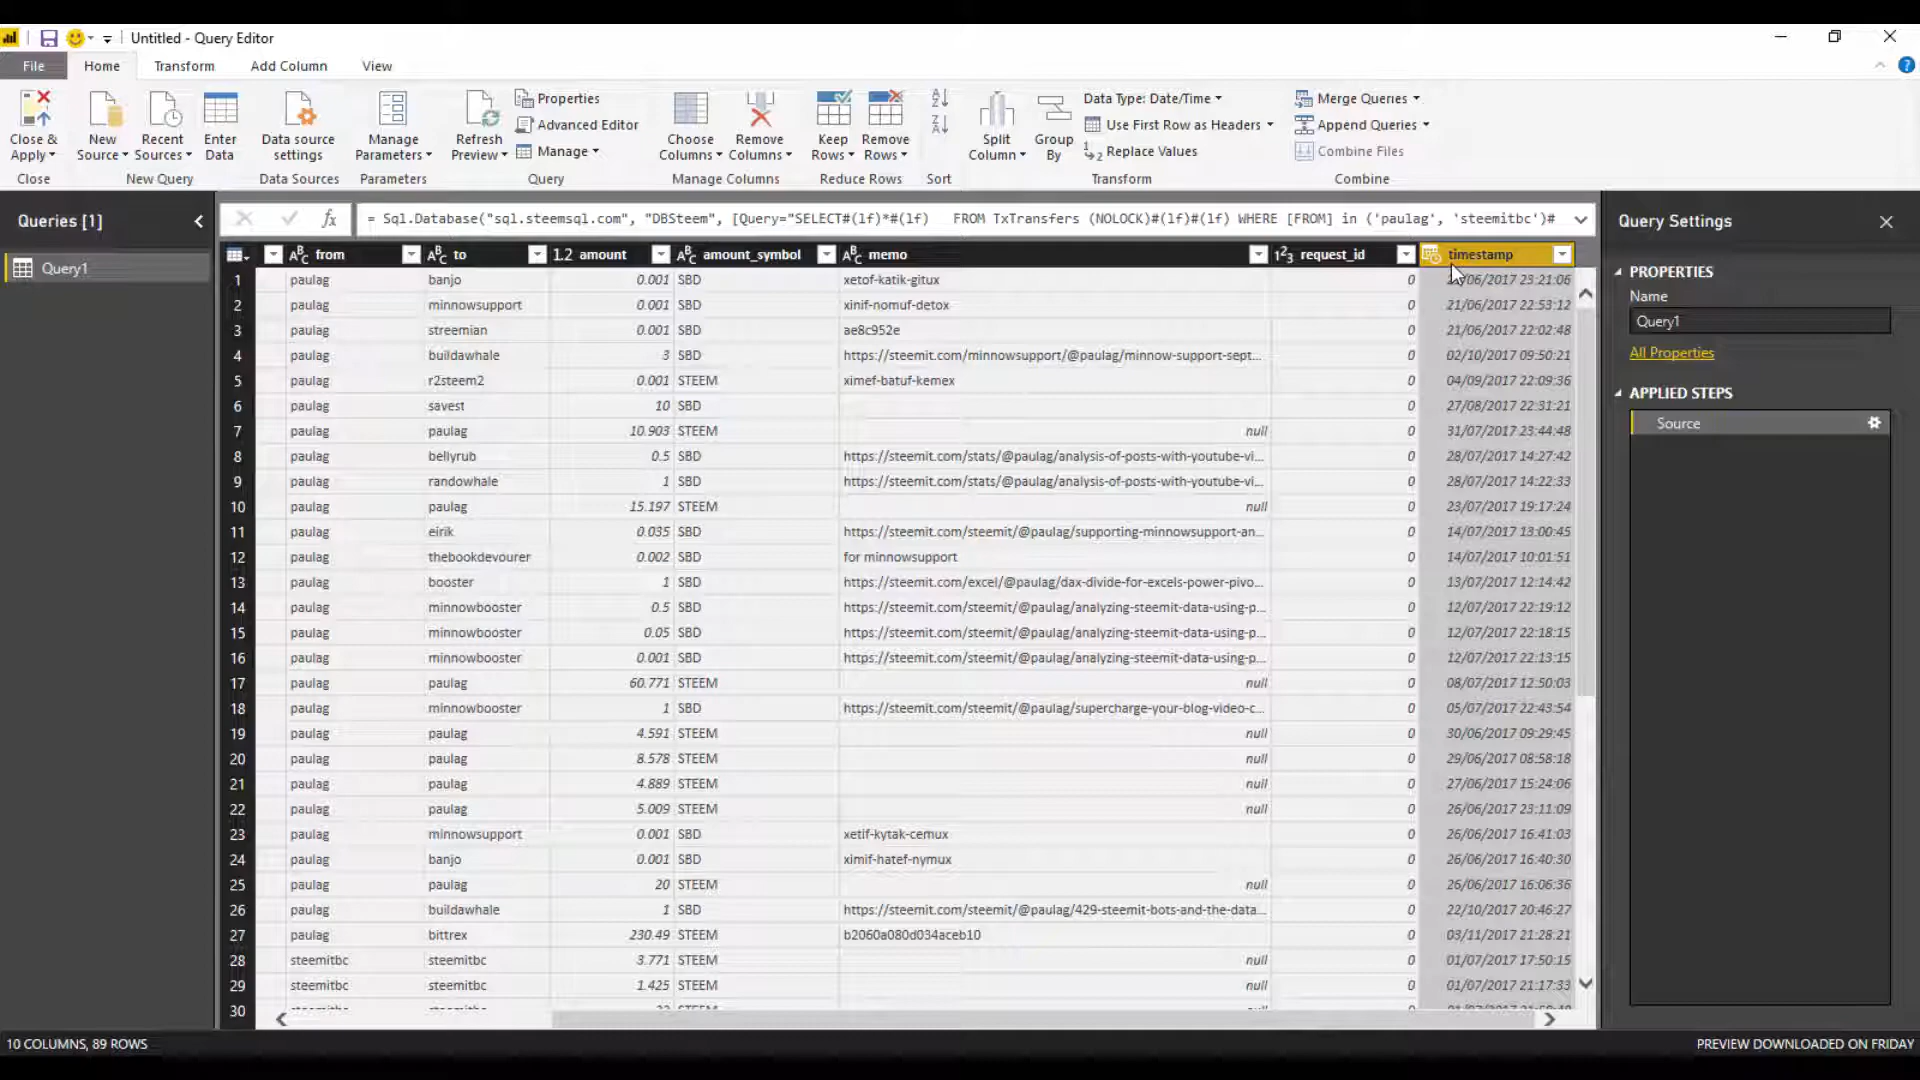 Untitled - Query Editor
File Home Transform Add Column View
Close & Apply
New Source
Recent Sources
Enter Data
Data source settings
Manage Parameters
Refresh Preview
Properties
Advanced Editor
Manage
Choose Columns
Remove Columns
Keep Rows
Remove Rows
Split Column
Group By
Data Type: Date/Time
Use First Row as Headers
Replace Values
Merge Queries
Append Queries
Combine Files
Close New Query Data Sources Parameters Query Manage Columns Reduce Rows Sort Transform Combine
Queries [1]
Query1
fx = Sql.Database("sql.steemsql.com", "DBSteem", [Query="SELECT#(lf)*#(lf) FROM TxTransfers (NOLOCK)#(lf)#(lf) WHERE [FROM] in ('paulag', 'steemitbc')#
ABC from ABC to 1.2 amount ABC amount_symbol ABC memo 123 request_id timestamp
1 paulag banjo 0.001 SBD xetof-katik-gitux 0 /06/2017 23:21:06
2 paulag minnowsupport 0.001 SBD xinif-nomuf-detox 0 21/06/2017 22:53:12
3 paulag streemian 0.001 SBD ae8c952e 0 21/06/2017 22:02:48
4 paulag buildawhale 3 SBD https://steemit.com/minnowsupport/@paulag/minnow-support-sept... 0 02/10/2017 09:50:21
5 paulag r2steem2 0.001 STEEM ximef-batuf-kemex 0 04/09/2017 22:09:36
6 paulag savest 10 SBD 0 27/08/2017 22:31:21
7 paulag paulag 10.903 STEEM null 0 31/07/2017 23:44:48
8 paulag bellyrub 0.5 SBD https://steemit.com/stats/@paulag/analysis-of-posts-with-youtube-vi... 0 28/07/2017 14:27:42
9 paulag randowhale 1 SBD https://steemit.com/stats/@paulag/analysis-of-posts-with-youtube-vi... 0 28/07/2017 14:22:33
10 paulag paulag 15.197 STEEM null 0 23/07/2017 19:17:24
11 paulag eirik 0.035 SBD https://steemit.com/steemit/@paulag/supporting-minnowsupport-an... 0 14/07/2017 13:00:45
12 paulag thebookdevourer 0.002 SBD for minnowsupport 0 14/07/2017 10:01:51
13 paulag booster 1 SBD https://steemit.com/excel/@paulag/dax-divide-for-excels-power-pivo... 0 13/07/2017 12:14:42
14 paulag minnowbooster 0.5 SBD https://steemit.com/steemit/@paulag/analyzing-steemit-data-using-p... 0 12/07/2017 22:19:12
15 paulag minnowbooster 0.05 SBD https://steemit.com/steemit/@paulag/analyzing-steemit-data-using-p... 0 12/07/2017 22:18:15
16 paulag minnowbooster 0.001 SBD https://steemit.com/steemit/@paulag/analyzing-steemit-data-using-p... 0 12/07/2017 22:13:15
17 paulag paulag 60.771 STEEM null 0 08/07/2017 12:50:03
18 paulag minnowbooster 1 SBD https://steemit.com/steemit/@paulag/supercharge-your-blog-video-c... 0 05/07/2017 22:43:54
19 paulag paulag 4.591 STEEM null 0 30/06/2017 09:29:45
20 paulag paulag 8.578 STEEM null 0 29/06/2017 08:58:18
21 paulag paulag 4.889 STEEM null 0 27/06/2017 15:24:06
22 paulag paulag 5.009 STEEM null 0 26/06/2017 23:11:09
23 paulag minnowsupport 0.001 SBD xetif-kytak-cemux 0 26/06/2017 16:41:03
24 paulag banjo 0.001 SBD ximif-hatef-nymux 0 26/06/2017 16:40:30
25 paulag paulag 20 STEEM null 0 26/06/2017 16:06:36
26 paulag buildawhale 1 SBD https://steemit.com/steemit/@paulag/429-steemit-bots-and-the-data... 0 22/10/2017 20:46:27
27 paulag bittrex 230.49 STEEM b2060a080d034aceb10 0 03/11/2017 21:28:21
28 steemitbc steemitbc 3.771 STEEM null 0 01/07/2017 17:50:15
29 steemitbc steemitbc 1.425 STEEM null 0 01/07/2017 21:17:33
30
Query Settings
PROPERTIES
Name
Query1
All Properties
APPLIED STEPS
Source
10 COLUMNS, 89 ROWS PREVIEW DOWNLOADED ON FRIDAY